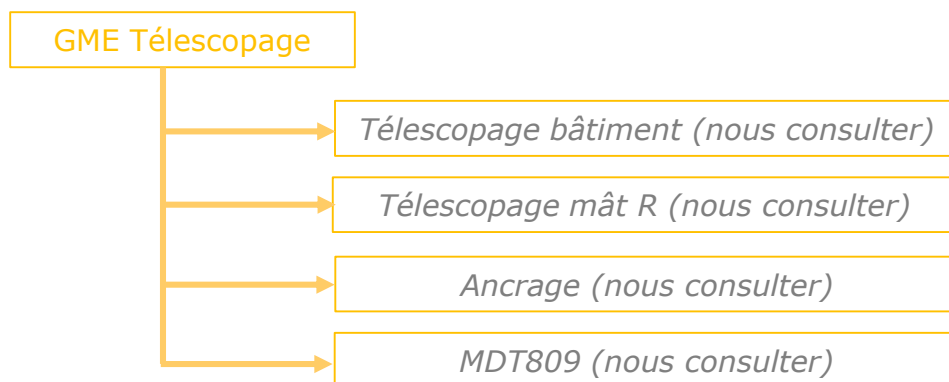 GME Télescopage
Télescopage bâtiment (nous consulter)
Télescopage mât R (nous consulter)
Ancrage (nous consulter)
MDT809 (nous consulter)